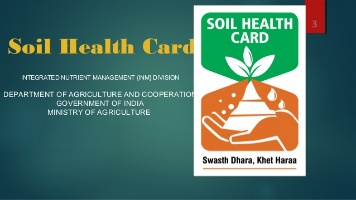 Soil Health Card
INTEGRATED NUTRIENT MANAGEMENT (INM) DIVISION
DEPARTMENT OF AGRICULTURE AND COOPERATION
GOVERNMENT OF INDIA
MINISTRY OF AGRICULTURE
3
SOIL HEALTH
CARD
Swasth Dhara, Khet Haraa